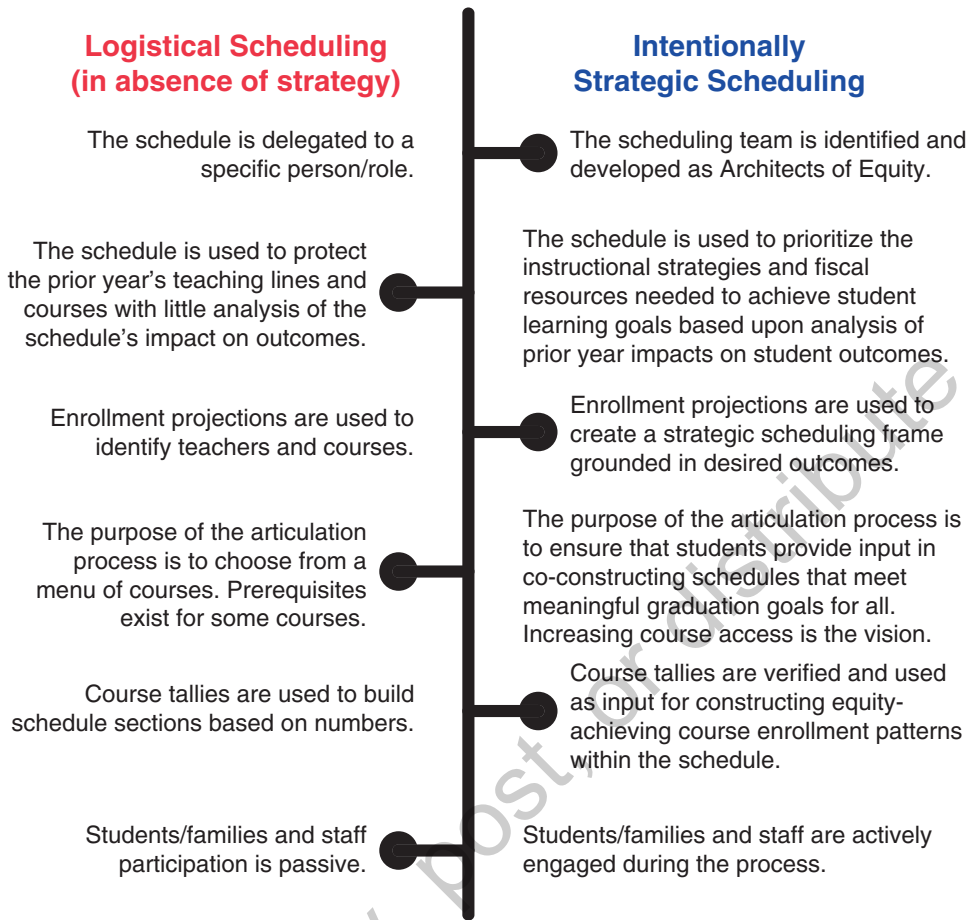 Logistical Scheduling
(in absence of strategy)
Intentionally
Strategic Scheduling
The schedule is delegated to a
specific person/role.
The scheduling team is identified and
developed as Architects of Equity.
The schedule is used to protect
the prior year's teaching lines and
courses with little analysis of the
schedule's impact on outcomes.
The schedule is used to prioritize the
instructional strategies and fiscal
resources needed to achieve student
learning goals based upon analysis of
prior year impacts on student outcomes.
Enrollment projections are used to
identify teachers and courses.
Enrollment projections are used to
create a strategic scheduling frame
grounded in desired outcomes.
The purpose of the articulation
process is to choose from a
menu of courses. Prerequisites
exist for some courses.
The purpose of the articulation process is
to ensure that students provide input in
co-constructing schedules that meet
meaningful graduation goals for all.
Increasing course access is the vision.
Course tallies are used to build
schedule sections based on numbers.
Course tallies are verified and used
as input for constructing equity-
achieving course enrollment patterns
within the schedule.
Students/families and staff
participation is passive.
Students/families and staff are actively
engaged during the process.
post, or distribute